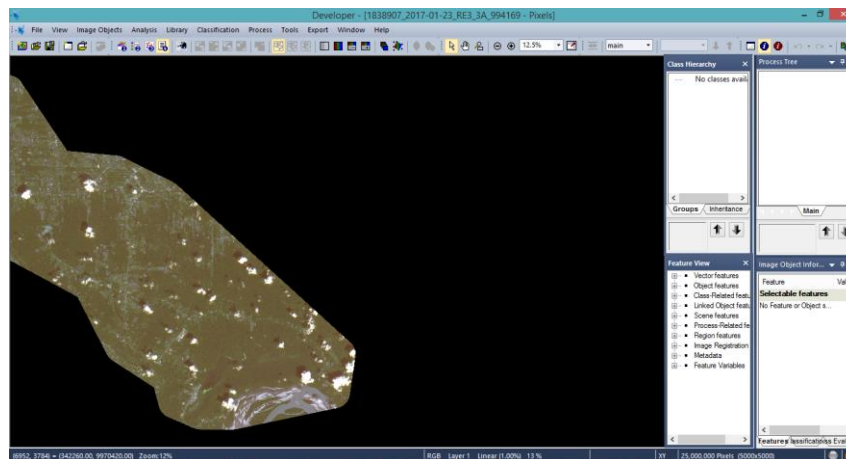 Developer - [1838907_2017-01-23_RE3_3A_994169 - Pixels]
File View Image Objects Analysis Library Classification Process Tools Export Window Help
12.5% main
Class Hierarchy
No classes avail
Groups Inheritance
Process Tree
Main
Feature View
Vector features
Object features
Class-Related featu
Linked Object featu
Scene features
Process-Related fe
Region features
Image Registration
Metadata
Feature Variables
Image Object Infor...
Feature Val
Selectable features
No Feature or Object s...
Features
(6952, 3784) = (342260.00, 9970420.00) Zoom:12% RGB Layer 1 Linear (1.00%) 13 % XY 25,000,000 Pixels (5000x5000)